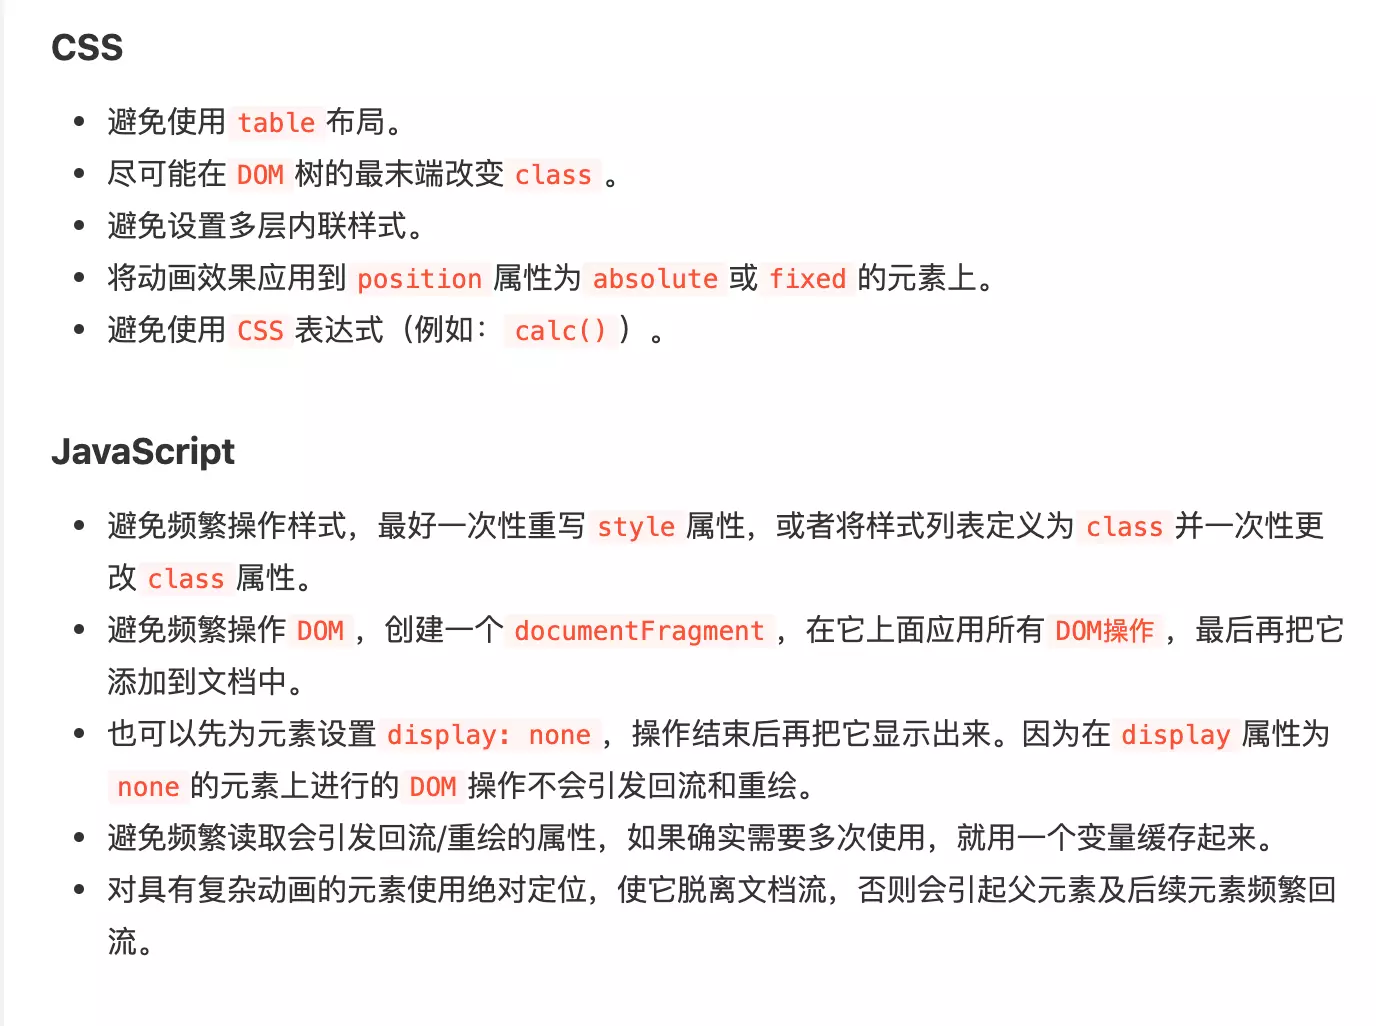 CSS
• 避免使用 table 布局。
• 尽可能在 DOM 树的最末端改变 class 。
• 避免设置多层内联样式。
• 将动画效果应用到 position 属性为 absolute 或 fixed 的元素上。
• 避免使用 CSS 表达式（例如： calc() ）。
JavaScript
• 避免频繁操作样式，最好一次性重写 style 属性，或者将样式列表定义为 class 并一次性更
改 class 属性。
• 避免频繁操作 DOM ，创建一个 documentFragment ，在它上面应用所有 DOM操作 ，最后再把它
添加到文档中。
• 也可以先为元素设置 display: none ，操作结束后再把它显示出来。因为在 display 属性为
none 的元素上进行的 DOM 操作不会引发回流和重绘。
• 避免频繁读取会引发回流/重绘的属性，如果确实需要多次使用，就用一个变量缓存起来。
• 对具有复杂动画的元素使用绝对定位，使它脱离文档流，否则会引起父元素及后续元素频繁回
流。